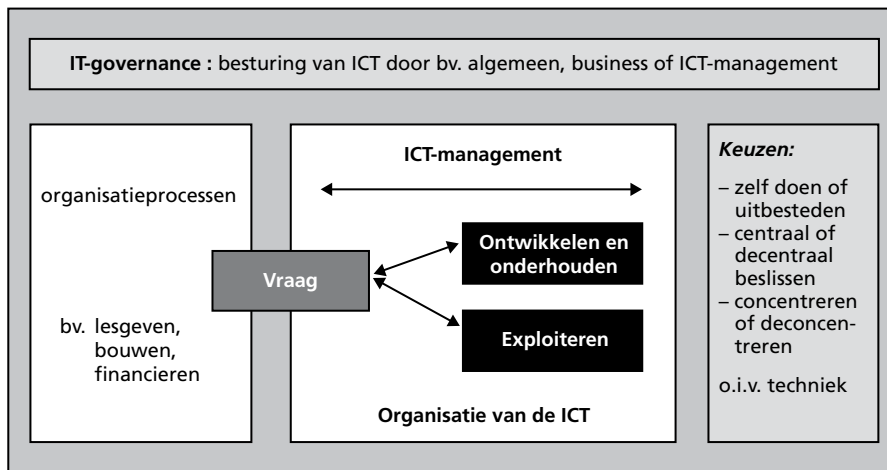 IT-governance : besturing van ICT door bv. algemeen, business of ICT-management
organisatieprocessen
bv. lesgeven,
bouwen,
financieren
Vraag
ICT-management
Ontwikkelen en
onderhouden
Exploiteren
Organisatie van de ICT
Keuzen:
– zelf doen of
uitbesteden
– centraal of
decentraal
beslissen
– concentreren
of deconcen-
treren
o.i.v. techniek